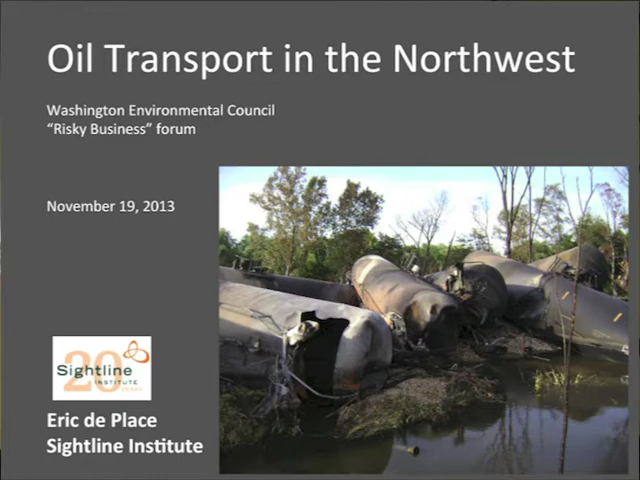 Oil Transport in the Northwest
Washington Environmental Council
“Risky Business” forum
November 19, 2013
20
Sightline
INSTITUTE
Eric de Place
Sightline Institute